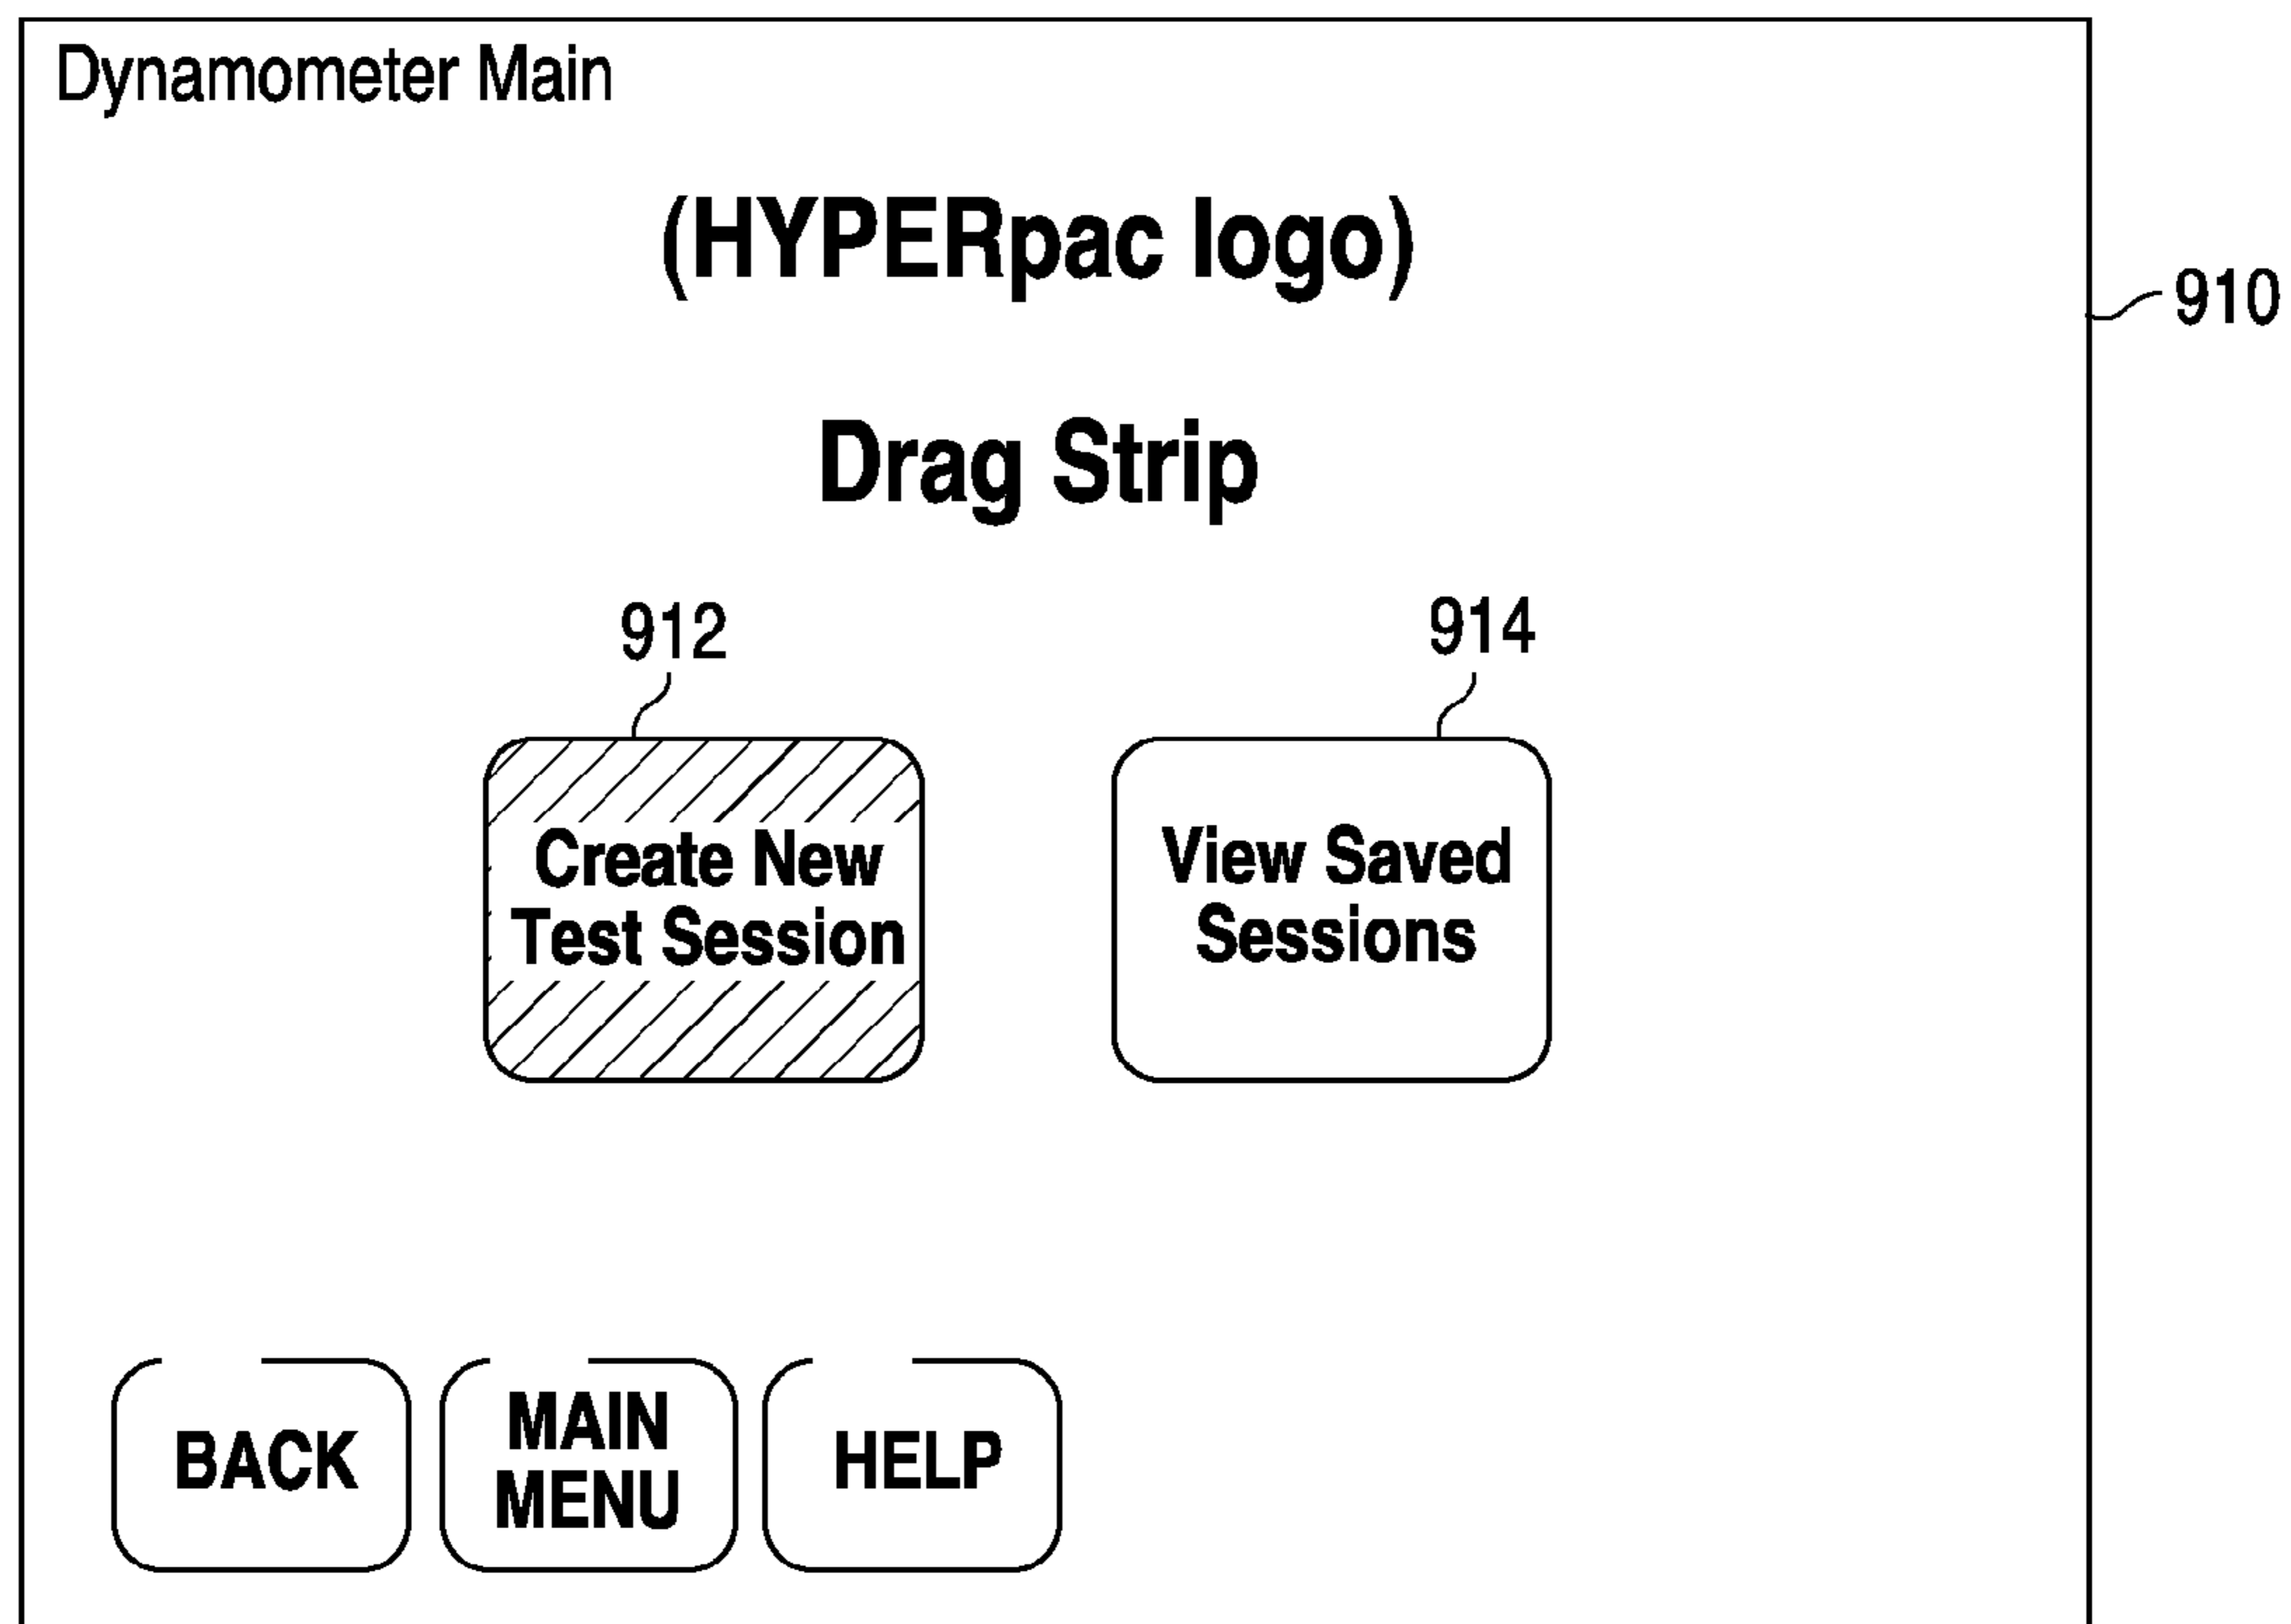 Dynamometer Main
(HYPERpac logo)
910
Drag Strip
912
914
Create New
Test Session
View Saved
Sessions
BACK
MAIN
MENU
HELP